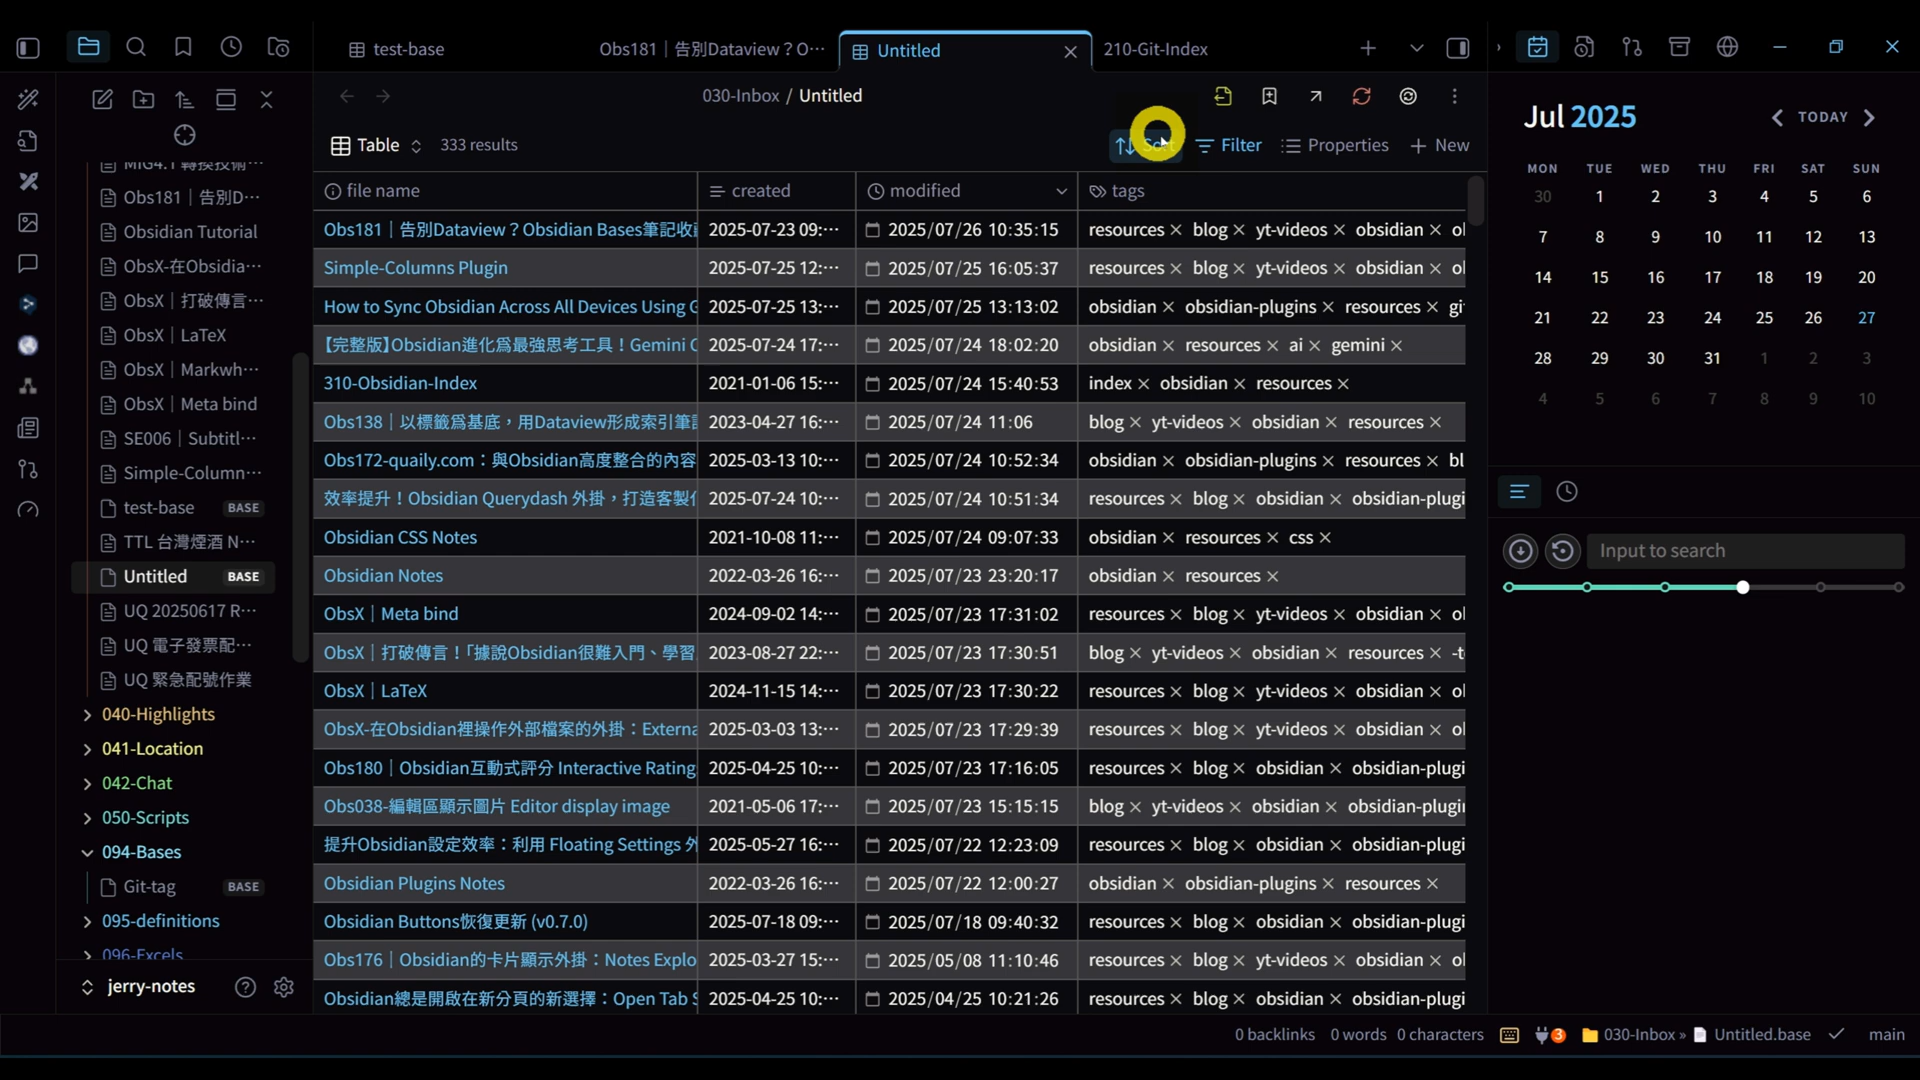 test-base
Obs181｜告別Dataview？O···
Untitled
210-Git-Index
030-Inbox / Untitled
Table
333 results
Sort
Filter
Properties
New
file name
created
modified
tags
Obs181｜告別Dataview？Obsidian Bases筆記收
2025-07-23 09:···
2025/07/26 10:35:15
resources × blog × yt-videos × obsidian ×
Simple-Columns Plugin
2025-07-25 12:···
2025/07/25 16:05:37
resources × blog × yt-videos × obsidian ×
How to Sync Obsidian Across All Devices Using
2025-07-25 13:···
2025/07/25 13:13:02
obsidian × obsidian-plugins × resources ×
【完整版】Obsidian進化爲最強思考工具！Gemini
2025-07-24 17:···
2025/07/24 18:02:20
obsidian × resources × ai × gemini ×
310-Obsidian-Index
2021-01-06 15:···
2025/07/24 15:40:53
index × obsidian × resources ×
Obs138｜以標籤爲基底，用Dataview形成索引筆
2023-04-27 16:···
2025/07/24 11:06
blog × yt-videos × obsidian × resources ×
Obs172-quaily.com：與Obsidian高度整合的內容
2025-03-13 10:···
2025/07/24 10:52:34
obsidian × obsidian-plugins × resources × bl
效率提升！Obsidian Querydash 外掛，打造客製
2025-07-24 10:···
2025/07/24 10:51:34
resources × blog × obsidian × obsidian-plugi
Obsidian CSS Notes
2021-10-08 11:···
2025/07/24 09:07:33
obsidian × resources × css ×
Obsidian Notes
2022-03-26 16:···
2025/07/23 23:20:17
obsidian × resources ×
ObsX｜Meta bind
2024-09-02 14:···
2025/07/23 17:31:02
resources × blog × yt-videos × obsidian ×
ObsX｜打破傳言！「據說Obsidian很難入門、學習
2023-08-27 22:···
2025/07/23 17:30:51
blog × yt-videos × obsidian × resources ×
ObsX｜LaTeX
2024-11-15 14:···
2025/07/23 17:30:22
resources × blog × yt-videos × obsidian ×
ObsX-在Obsidian裡操作外部檔案的外掛：Externa
2025-03-03 13:···
2025/07/23 17:29:39
resources × blog × yt-videos × obsidian ×
Obs180｜Obsidian互動式評分 Interactive Rating
2025-04-25 10:···
2025/07/23 17:16:05
resources × blog × obsidian × obsidian-plugi
Obs038-編輯區顯示圖片 Editor display image
2021-05-06 17:···
2025/07/23 15:15:15
blog × yt-videos × obsidian × obsidian-plugi
提升Obsidian設定效率：利用 Floating Settings 外
2025-05-27 16:···
2025/07/22 12:23:09
resources × blog × obsidian × obsidian-plugi
Obsidian Plugins Notes
2022-03-26 16:···
2025/07/22 12:00:27
obsidian × obsidian-plugins × resources ×
Obsidian Buttons恢復更新 (v0.7.0)
2025-07-18 09:···
2025/07/18 09:40:32
resources × blog × obsidian × obsidian-plugi
Obs176｜Obsidian的卡片顯示外掛：Notes Explo
2025-03-27 15:···
2025/05/08 11:10:46
resources × blog × yt-videos × obsidian ×
Obsidian總是開啟在新分頁的新選擇：Open Tab S
2025-04-25 10:···
2025/04/25 10:21:26
resources × blog × obsidian × obsidian-plugi
MIG4.1 轉換技術···
Obs181｜告別D···
Obsidian Tutorial
ObsX-在Obsidia···
ObsX｜打破傳言···
ObsX｜LaTeX
ObsX｜Markwh···
ObsX｜Meta bind
SE006｜Subtitl···
Simple-Column···
test-base BASE
TTL 台灣煙酒 N···
Untitled BASE
UQ 20250617 R···
UQ 電子發票配···
UQ 緊急配號作業
040-Highlights
041-Location
042-Chat
050-Scripts
094-Bases
Git-tag BASE
095-definitions
096-Excels
jerry-notes
Jul 2025
TODAY
MON TUE WED THU FRI SAT SUN
30 1 2 3 4 5 6
7 8 9 10 11 12 13
14 15 16 17 18 19 20
21 22 23 24 25 26 27
28 29 30 31 1 2 3
4 5 6 7 8 9 10
Input to search
0 backlinks 0 words 0 characters
3
030-Inbox » Untitled.base
main